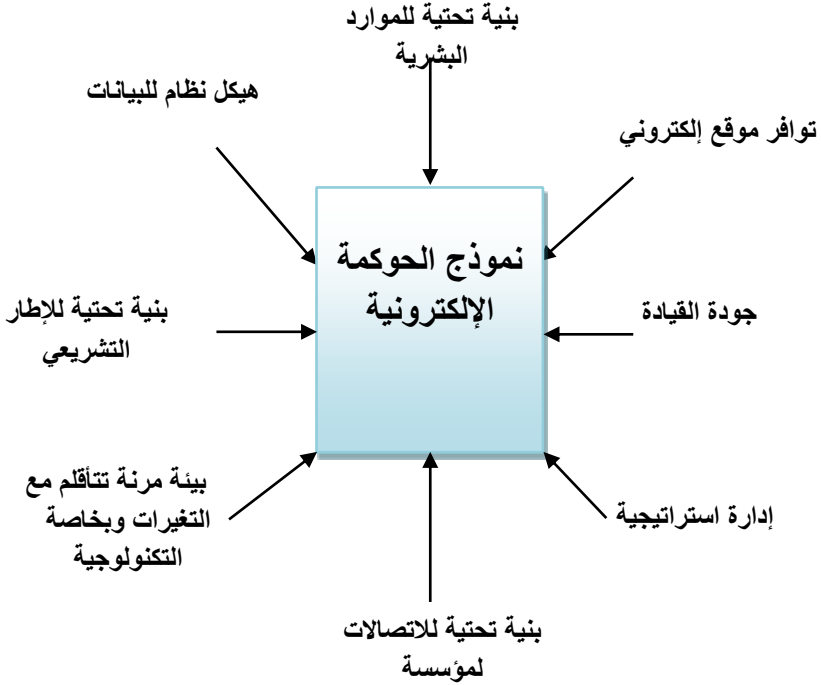 بنية تحتية للموارد
البشرية
هيكل نظام للبيانات
توافر موقع إلكتروني
نموذج الحوكمة
الإلكترونية
جودة القيادة
بنية تحتية للإطار
التشريعي
بيئة مرنة تتأقلم مع
التغيرات وبخاصة
التكنولوجية
إدارة استراتيجية
بنية تحتية للاتصالات
لمؤسسة